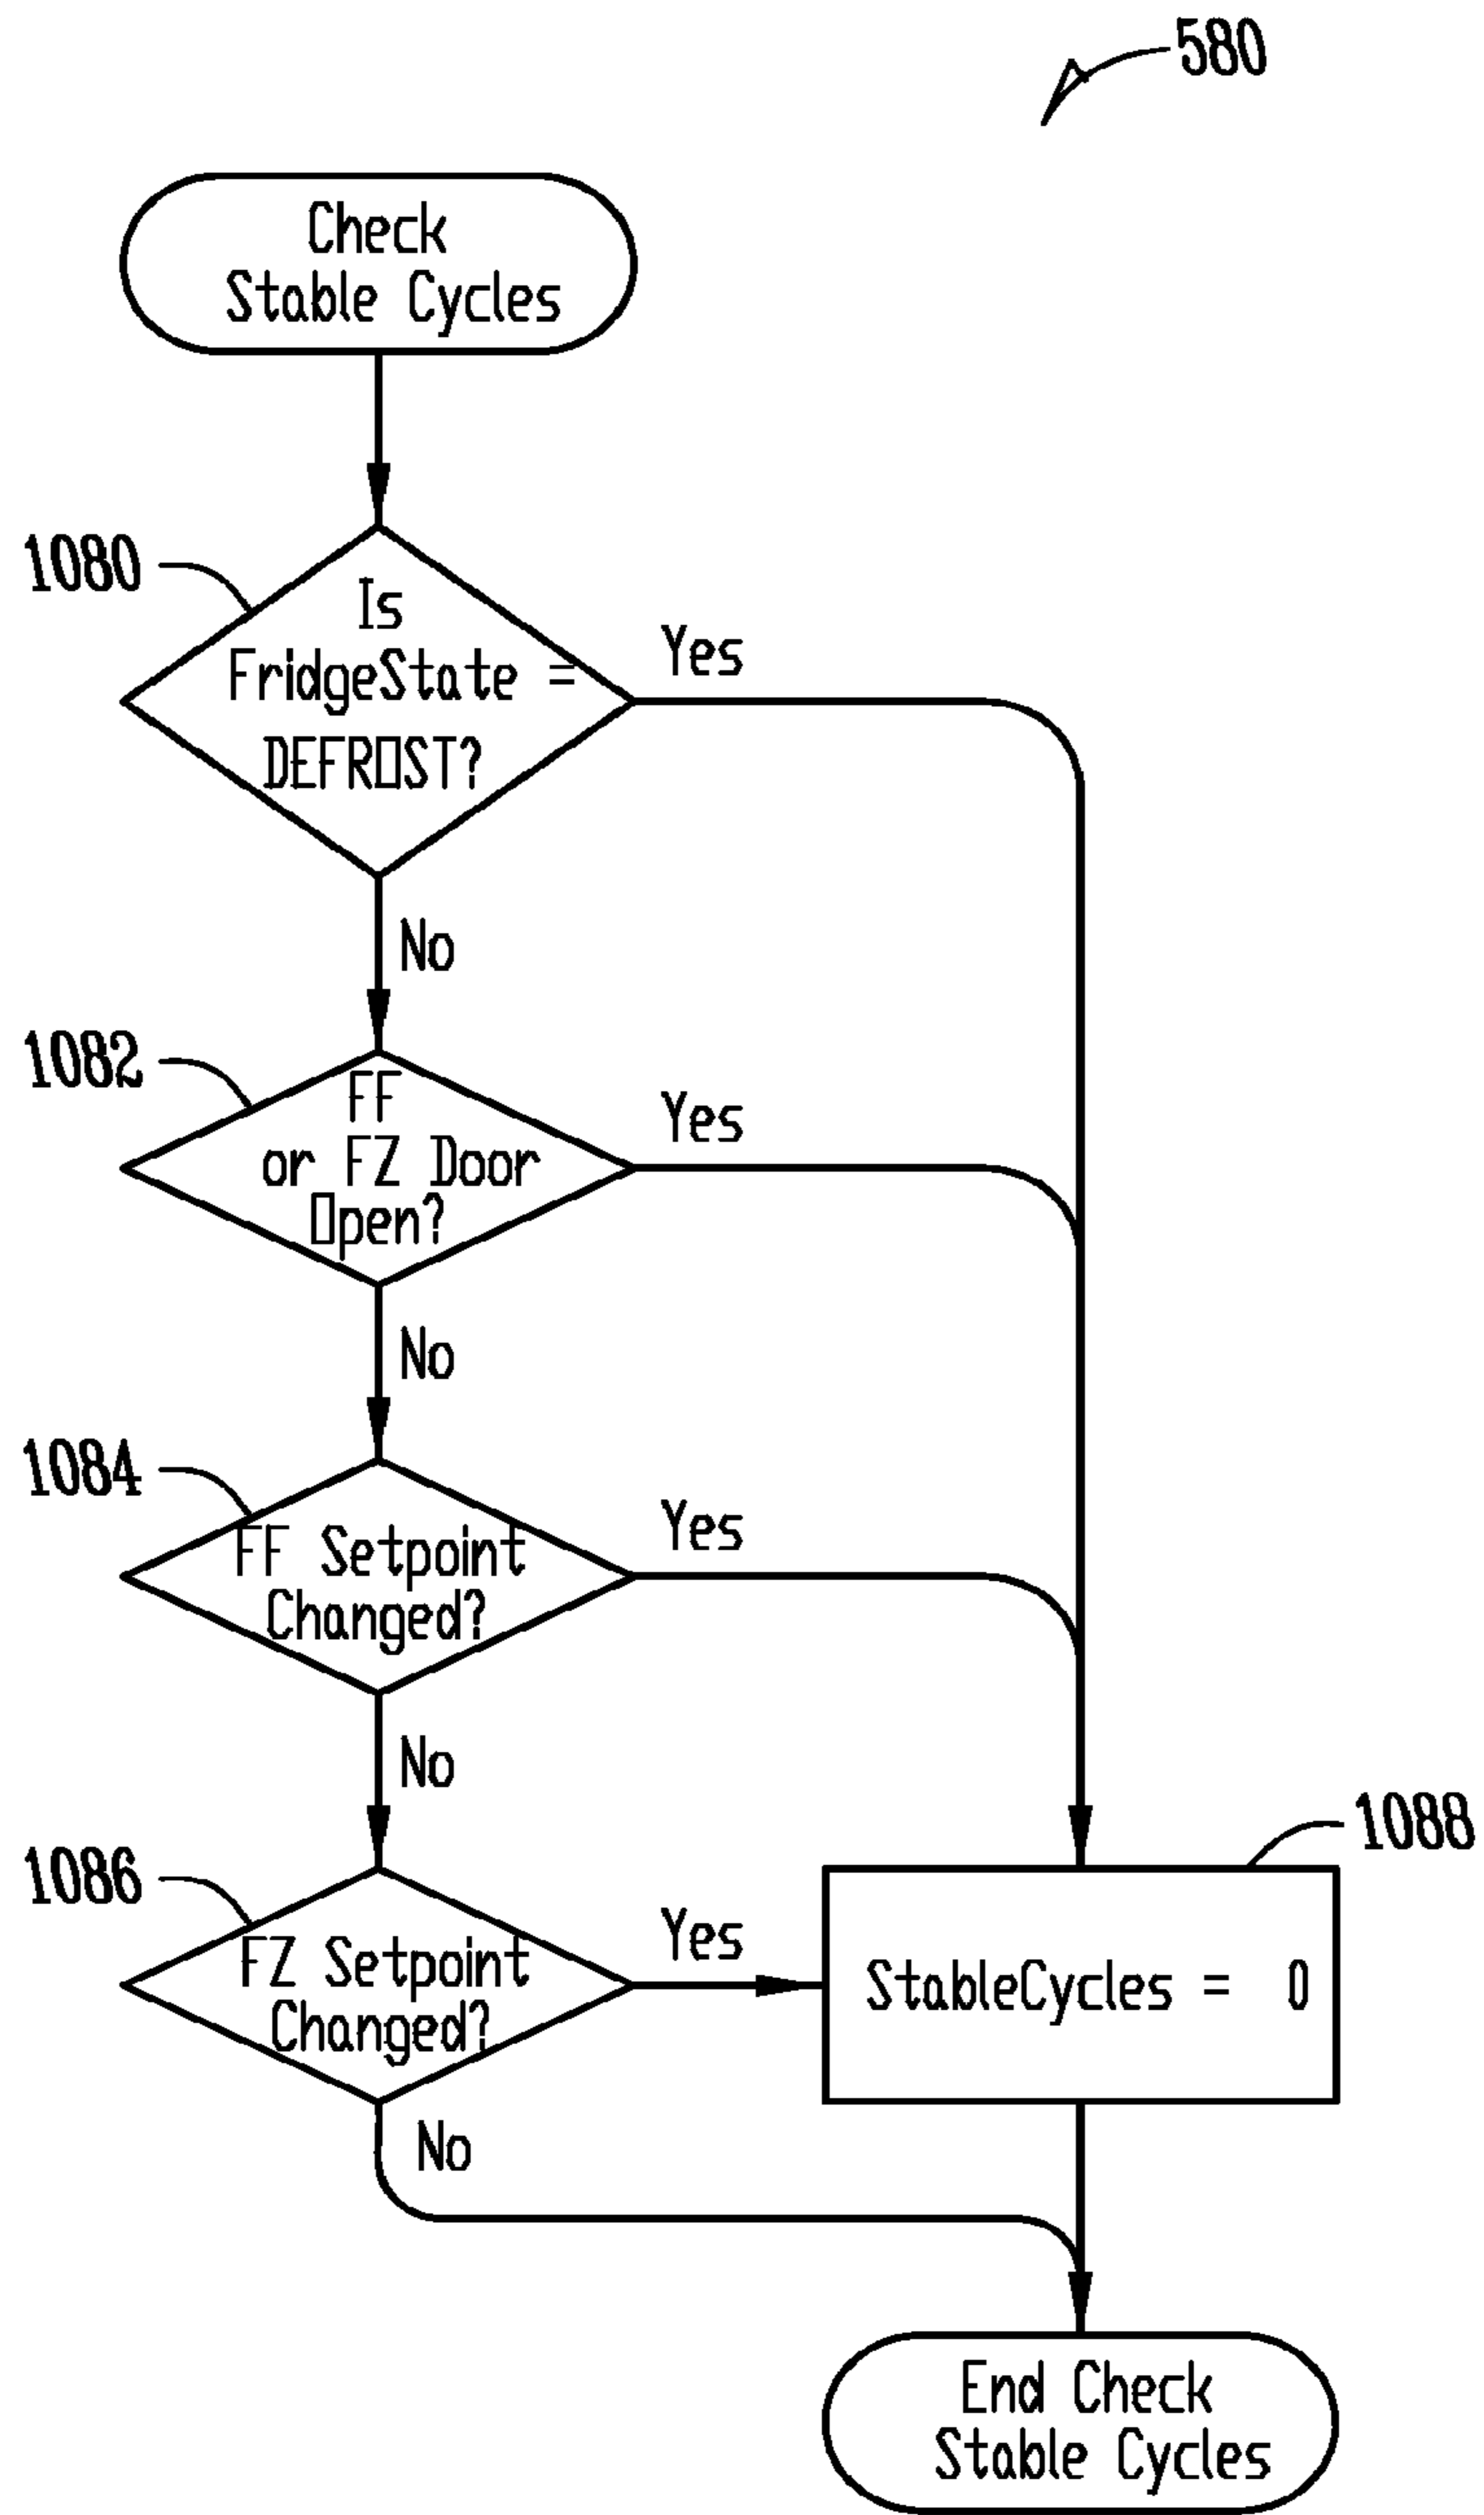 580
Check
Stable Cycles
1080
Is
FridgeState =
DEFROST?
Yes
No
1082
FF
or FZ Door
Open?
Yes
No
1084
FF Setpoint
Changed?
Yes
No
1086
FZ Setpoint
Changed?
Yes
1088
StableCycles = 0
No
End Check
Stable Cycles